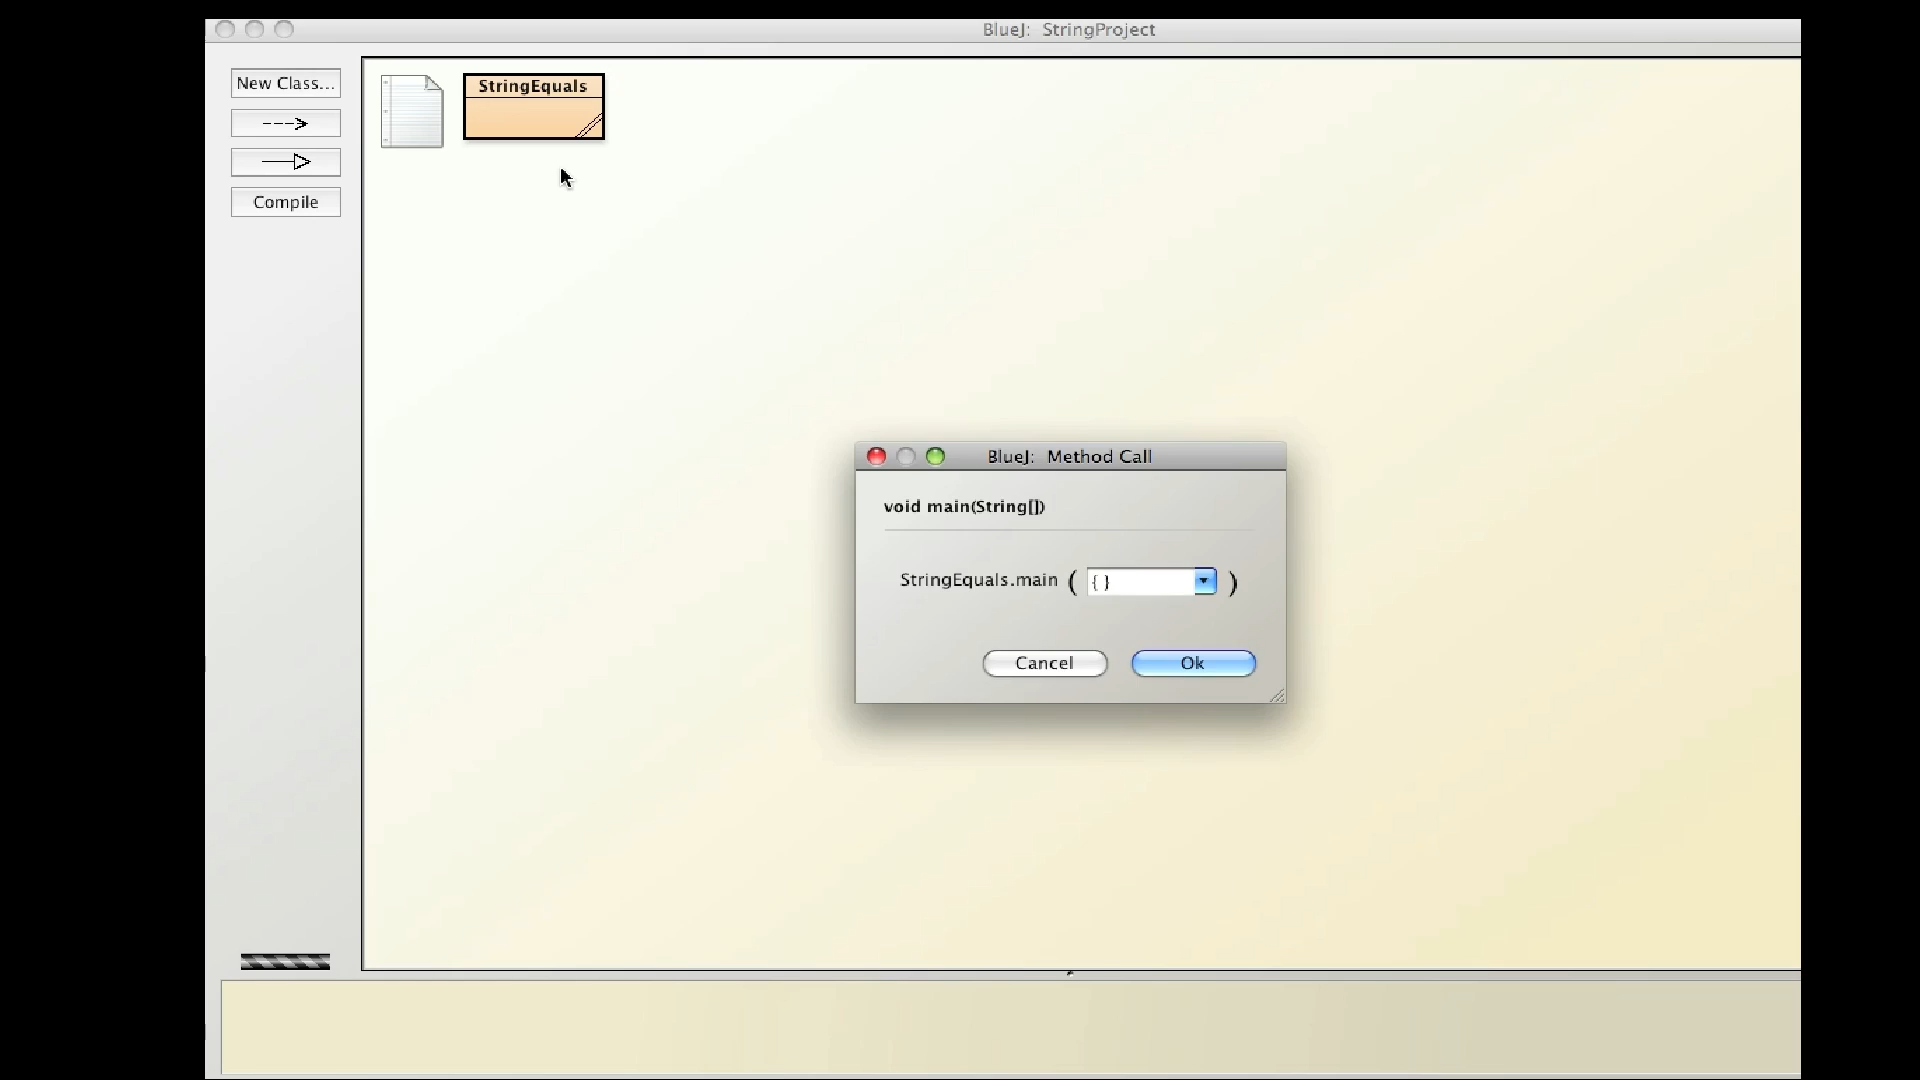 BlueJ: StringProject
New Class...
StringEquals
Compile
BlueJ: Method Call
void main(String[])
StringEquals.main ( { } )
Cancel
Ok